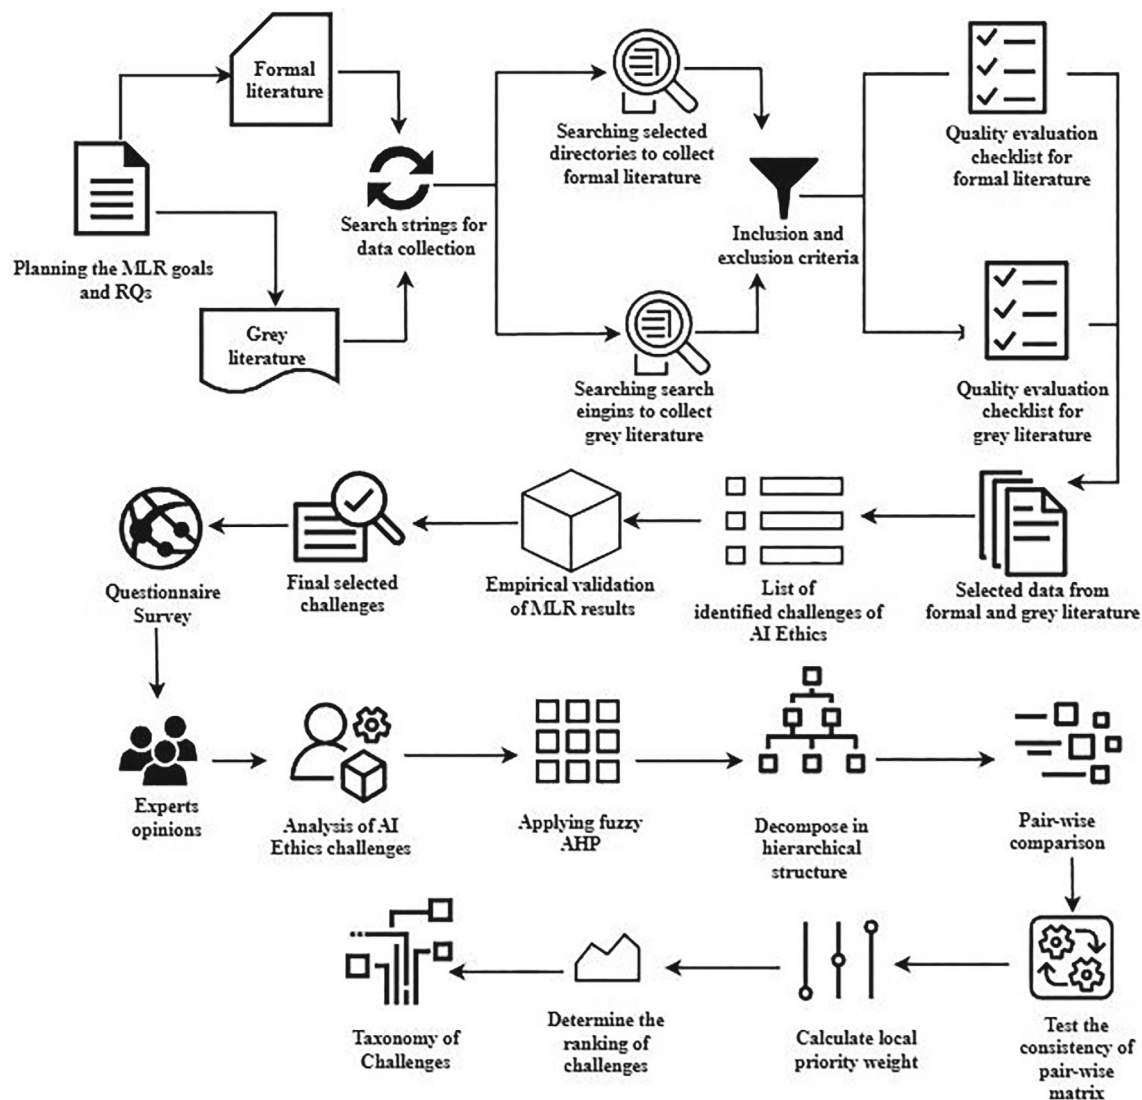 Formal
literature
Planning the MLR goals
and RQs
Grey
literature
Search strings for
data collection
Searching selected
directories to collect
formal literature
Searching search
eingins to collect
grey literature
Inclusion and
exclusion criteria
Quality evaluation
checklist for
formal literature
Quality evaluation
checklist for
grey literature
Selected data from
formal and grey literature
List of
identified challenges of
AI Ethics
Empirical validation
of MLR results
Final selected
challenges
Questionnaire
Survey
Experts
opinions
Analysis of AI
Ethics challenges
Applying fuzzy
AHP
Decompose in
hierarchical
structure
Pair-wise
comparison
Test the
consistency of
pair-wise
matrix
Calculate local
priority weight
Determine the
ranking of
challenges
Taxonomy of
Challenges